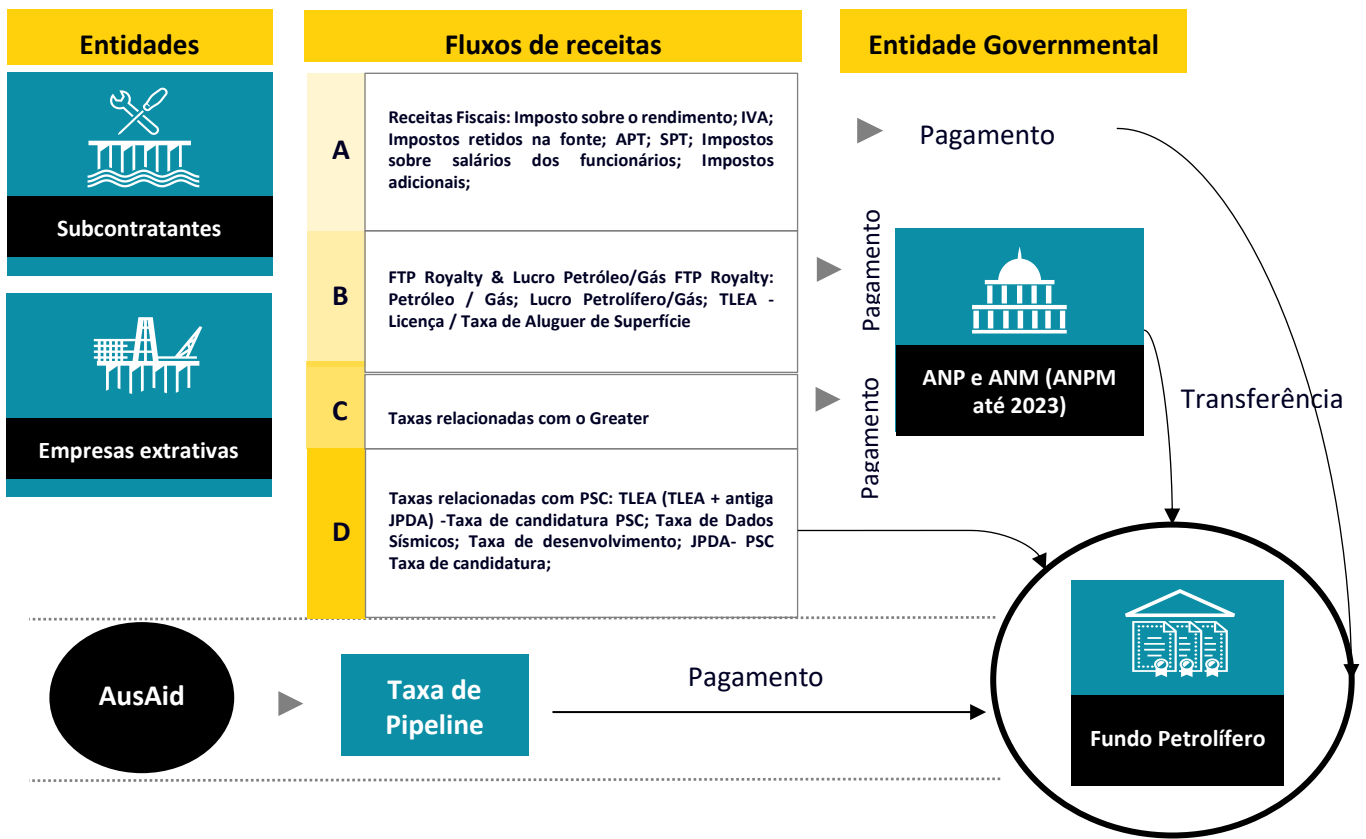 Entidades
Fluxos de receitas
Entidade Governmental
Subcontratantes
Empresas extrativas
A
Receitas Fiscais: Imposto sobre o rendimento; IVA;
Impostos retidos na fonte; APT; SPT; Impostos
sobre salários dos funcionários; Impostos
adicionais;
B
FTP Royalty & Lucro Petróleo/Gás FTP Royalty:
Petróleo / Gás; Lucro Petrolífero/Gás; TLEA -
Licença / Taxa de Aluguer de Superfície
C
Taxas relacionadas com o Greater
D
Taxas relacionadas com PSC: TLEA (TLEA + antiga
JPDA) -Taxa de candidatura PSC; Taxa de Dados
Sísmicos; Taxa de desenvolvimento; JPDA- PSC
Taxa de candidatura;
Pagamento
Pagamento
Pagamento
ANP e ANM (ANPM
até 2023)
Transferência
AusAid
Taxa de
Pipeline
Pagamento
Fundo Petrolífero